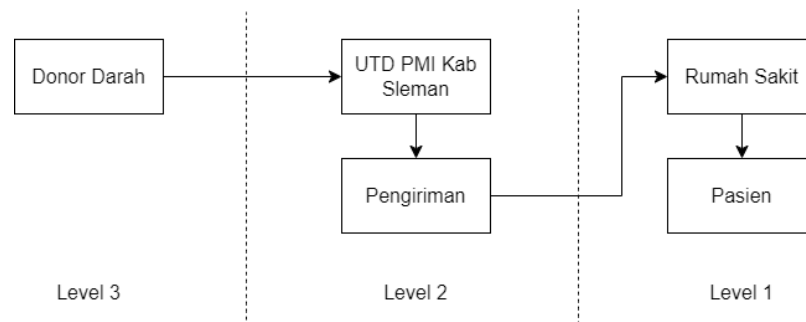 Donor Darah
UTD PMI Kab
Sleman
Rumah Sakit
Pengiriman
Pasien
Level 3
Level 2
Level 1